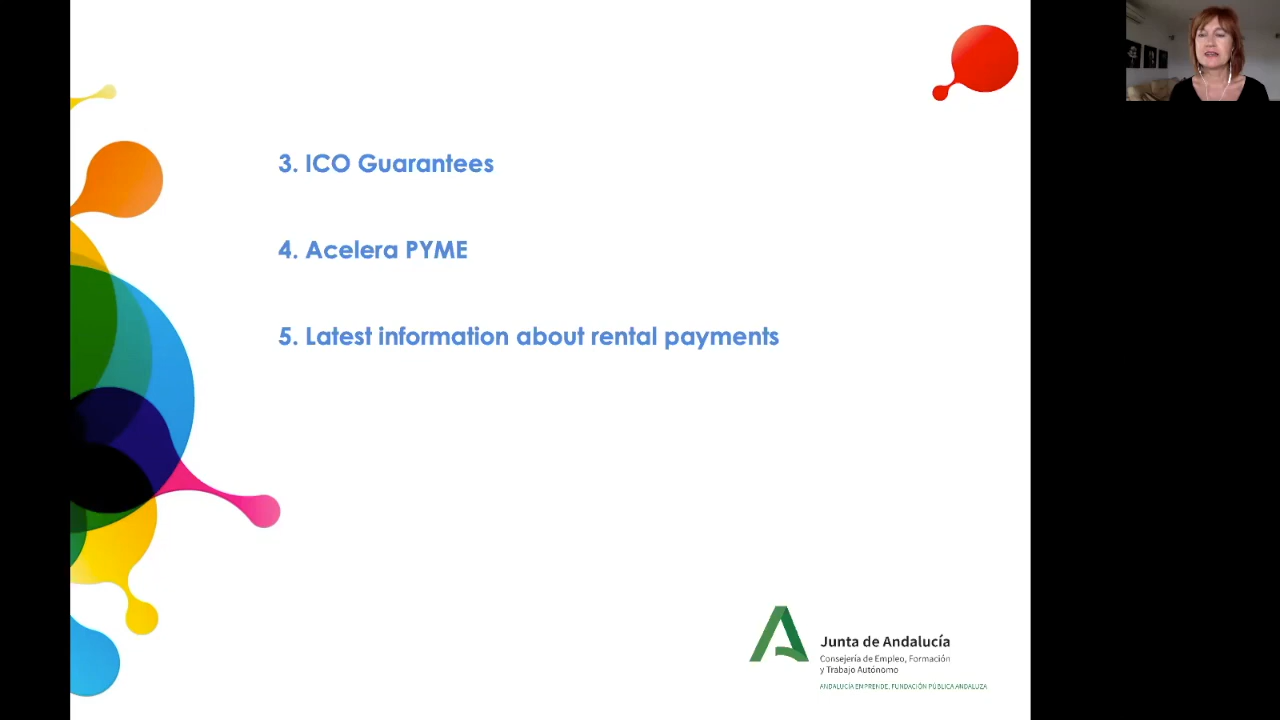 3. ICO Guarantees
4. Acelera PYME
5. Latest information about rental payments
Junta de Andalucía
Consejería de Empleo, Formación
y Trabajo Autónomo
ANDALUCÍA EMPRENDE, FUNDACIÓN PÚBLICA ANDALUZA